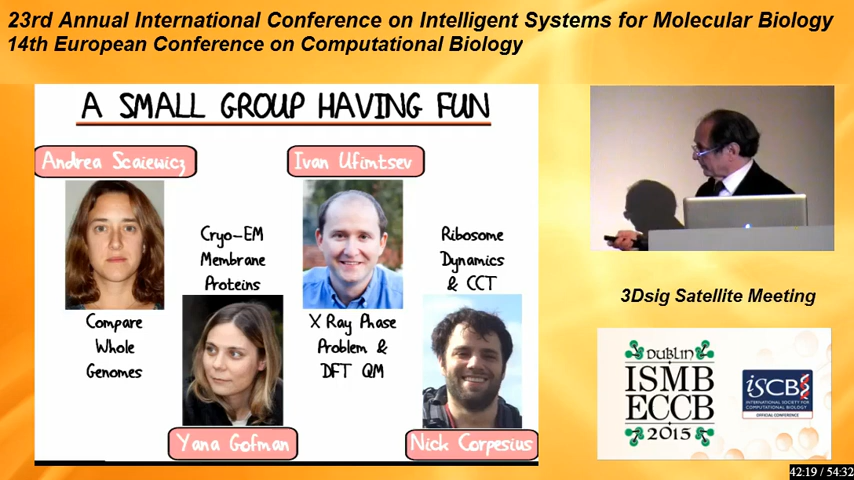 23rd Annual International Conference on Intelligent Systems for Molecular Biology
14th European Conference on Computational Biology
A SMALL GROUP HAVING FUN
Andrea Scaiewicz
Ivan Ufimtsev
Cryo-EM
Membrane
Proteins
Ribosome
Dynamics
& CCT
Compare
Whole
Genomes
X Ray Phase
Problem &
DFT QM
Yana Gofman
Nick Corpesius
3Dsig Satellite Meeting
DUBLIN
ISMB
ECCB
2015
iSCB
INTERNATIONAL SOCIETY FOR
COMPUTATIONAL BIOLOGY
OFFICIAL CONFERENCE
42:19 / 54:32